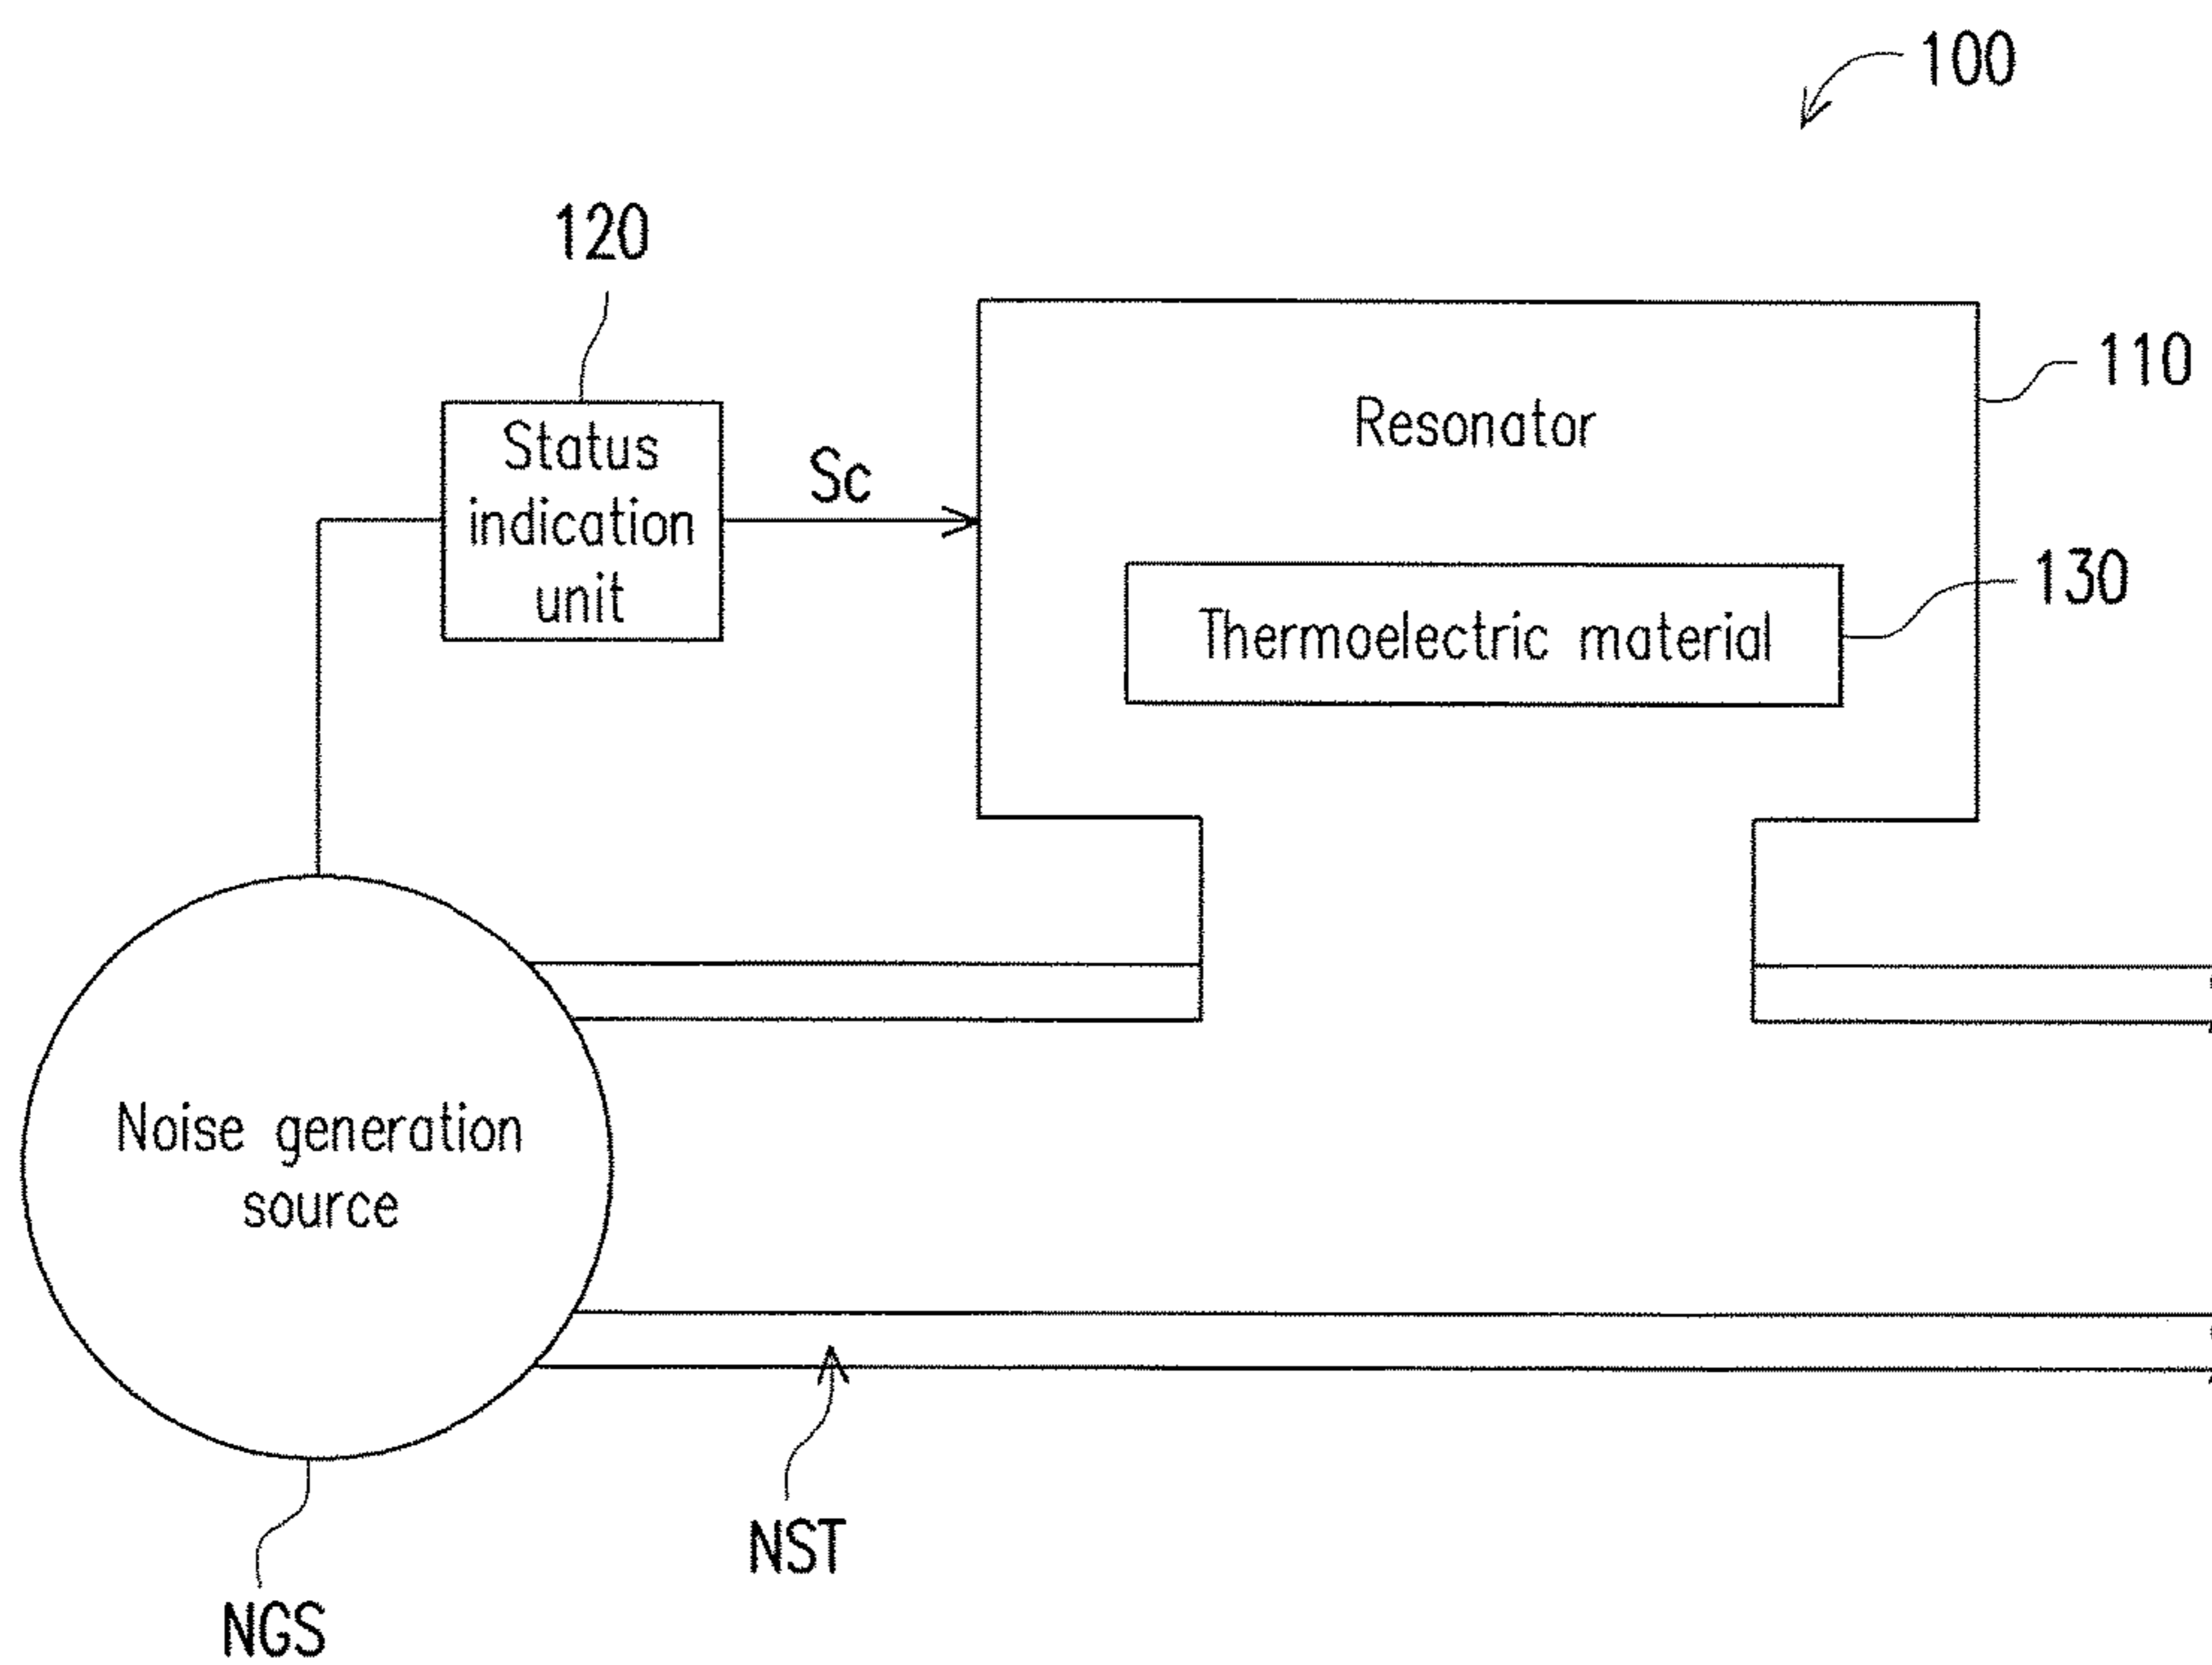 100
120
110
Status
indication
unit
Sc
Resonator
130
Thermoelectric material
Noise generation
source
NST
NGS